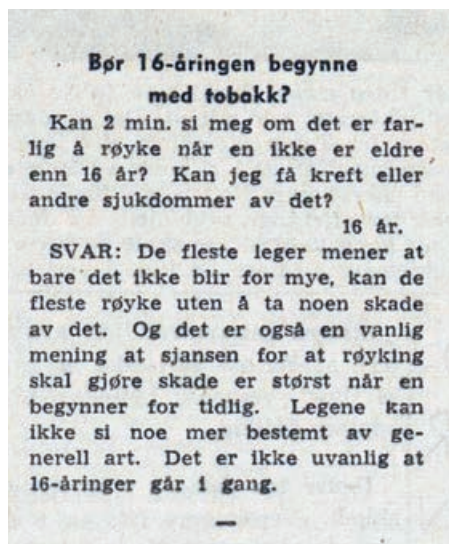 Bør 16-åringen begynne
med tobakk?
Kan 2 min. si meg om det er far-
lig å røyke når en ikke er eldre
enn 16 år? Kan jeg få kreft eller
andre sjukdommer av det?
16 år.
SVAR: De fleste leger mener at
bare det ikke blir for mye, kan de
fleste røyke uten å ta noen skade
av det. Og det er også en vanlig
mening at sjansen for at røyking
skal gjøre skade er størst når en
begynner for tidlig. Legene kan
ikke si noe mer bestemt av ge-
nerell art. Det er ikke uvanlig at
16-åringer går i gang.
—